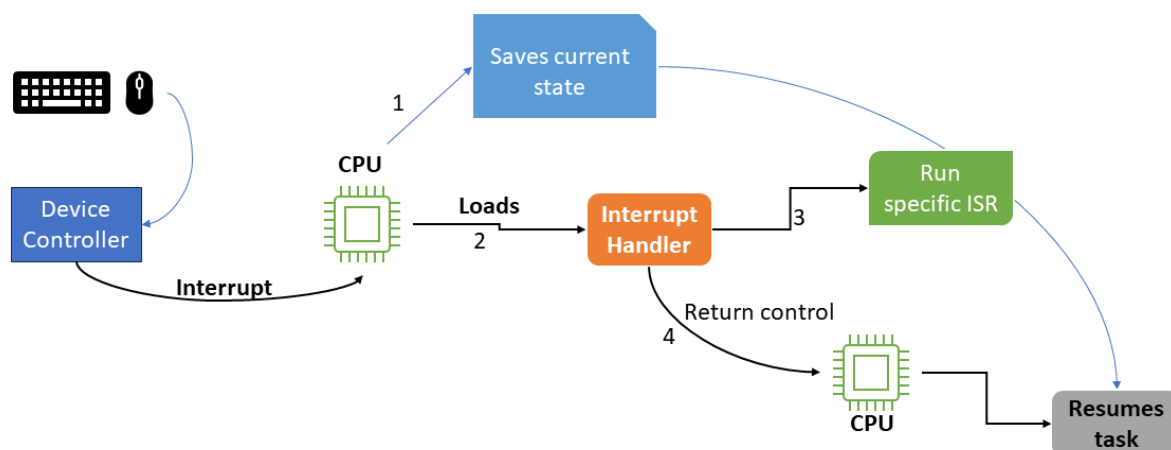 Saves current
state
1
CPU
Device
Controller
Interrupt
Loads
2
Interrupt
Handler
3
Run
specific ISR
Return control
4
CPU
Resumes
task